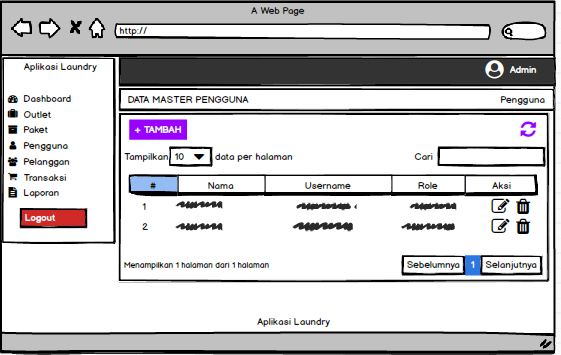 A Web Page
http://
Aplikasi Laundry
Admin
Dashboard
Outlet
Paket
Pengguna
Pelanggan
Transaksi
Laporan
Logout
DATA MASTER PENGGUNA
Pengguna
+ TAMBAH
Tampilkan 10 data per halaman
Cari
# Nama Username Role Aksi
1
2
Menampilkan 1 halaman dari 1 halaman
Sebelumnya 1 Selanjutnya
Aplikasi Laundry